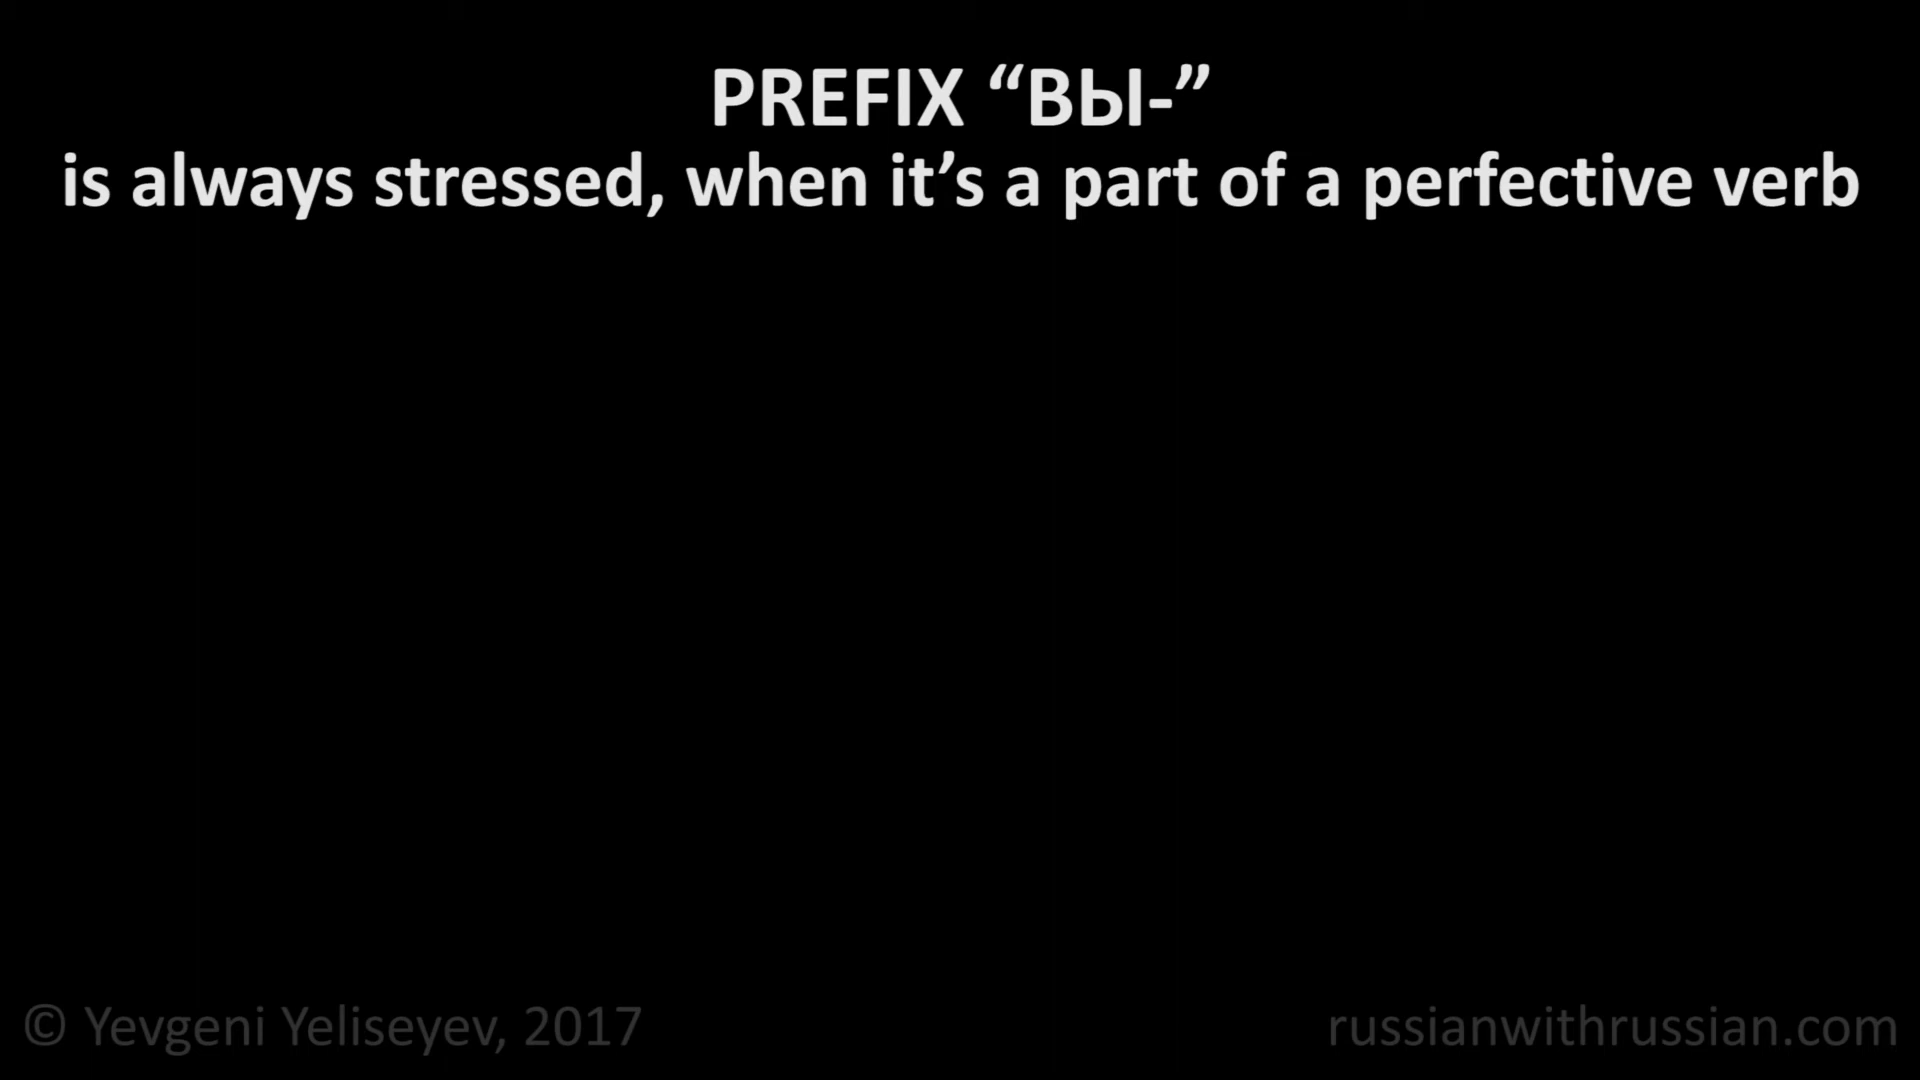 PREFIX “ВЫ-”
is always stressed, when it’s a part of a perfective verb
© Yevgeni Yeliseyev, 2017
russianwithrussian.com